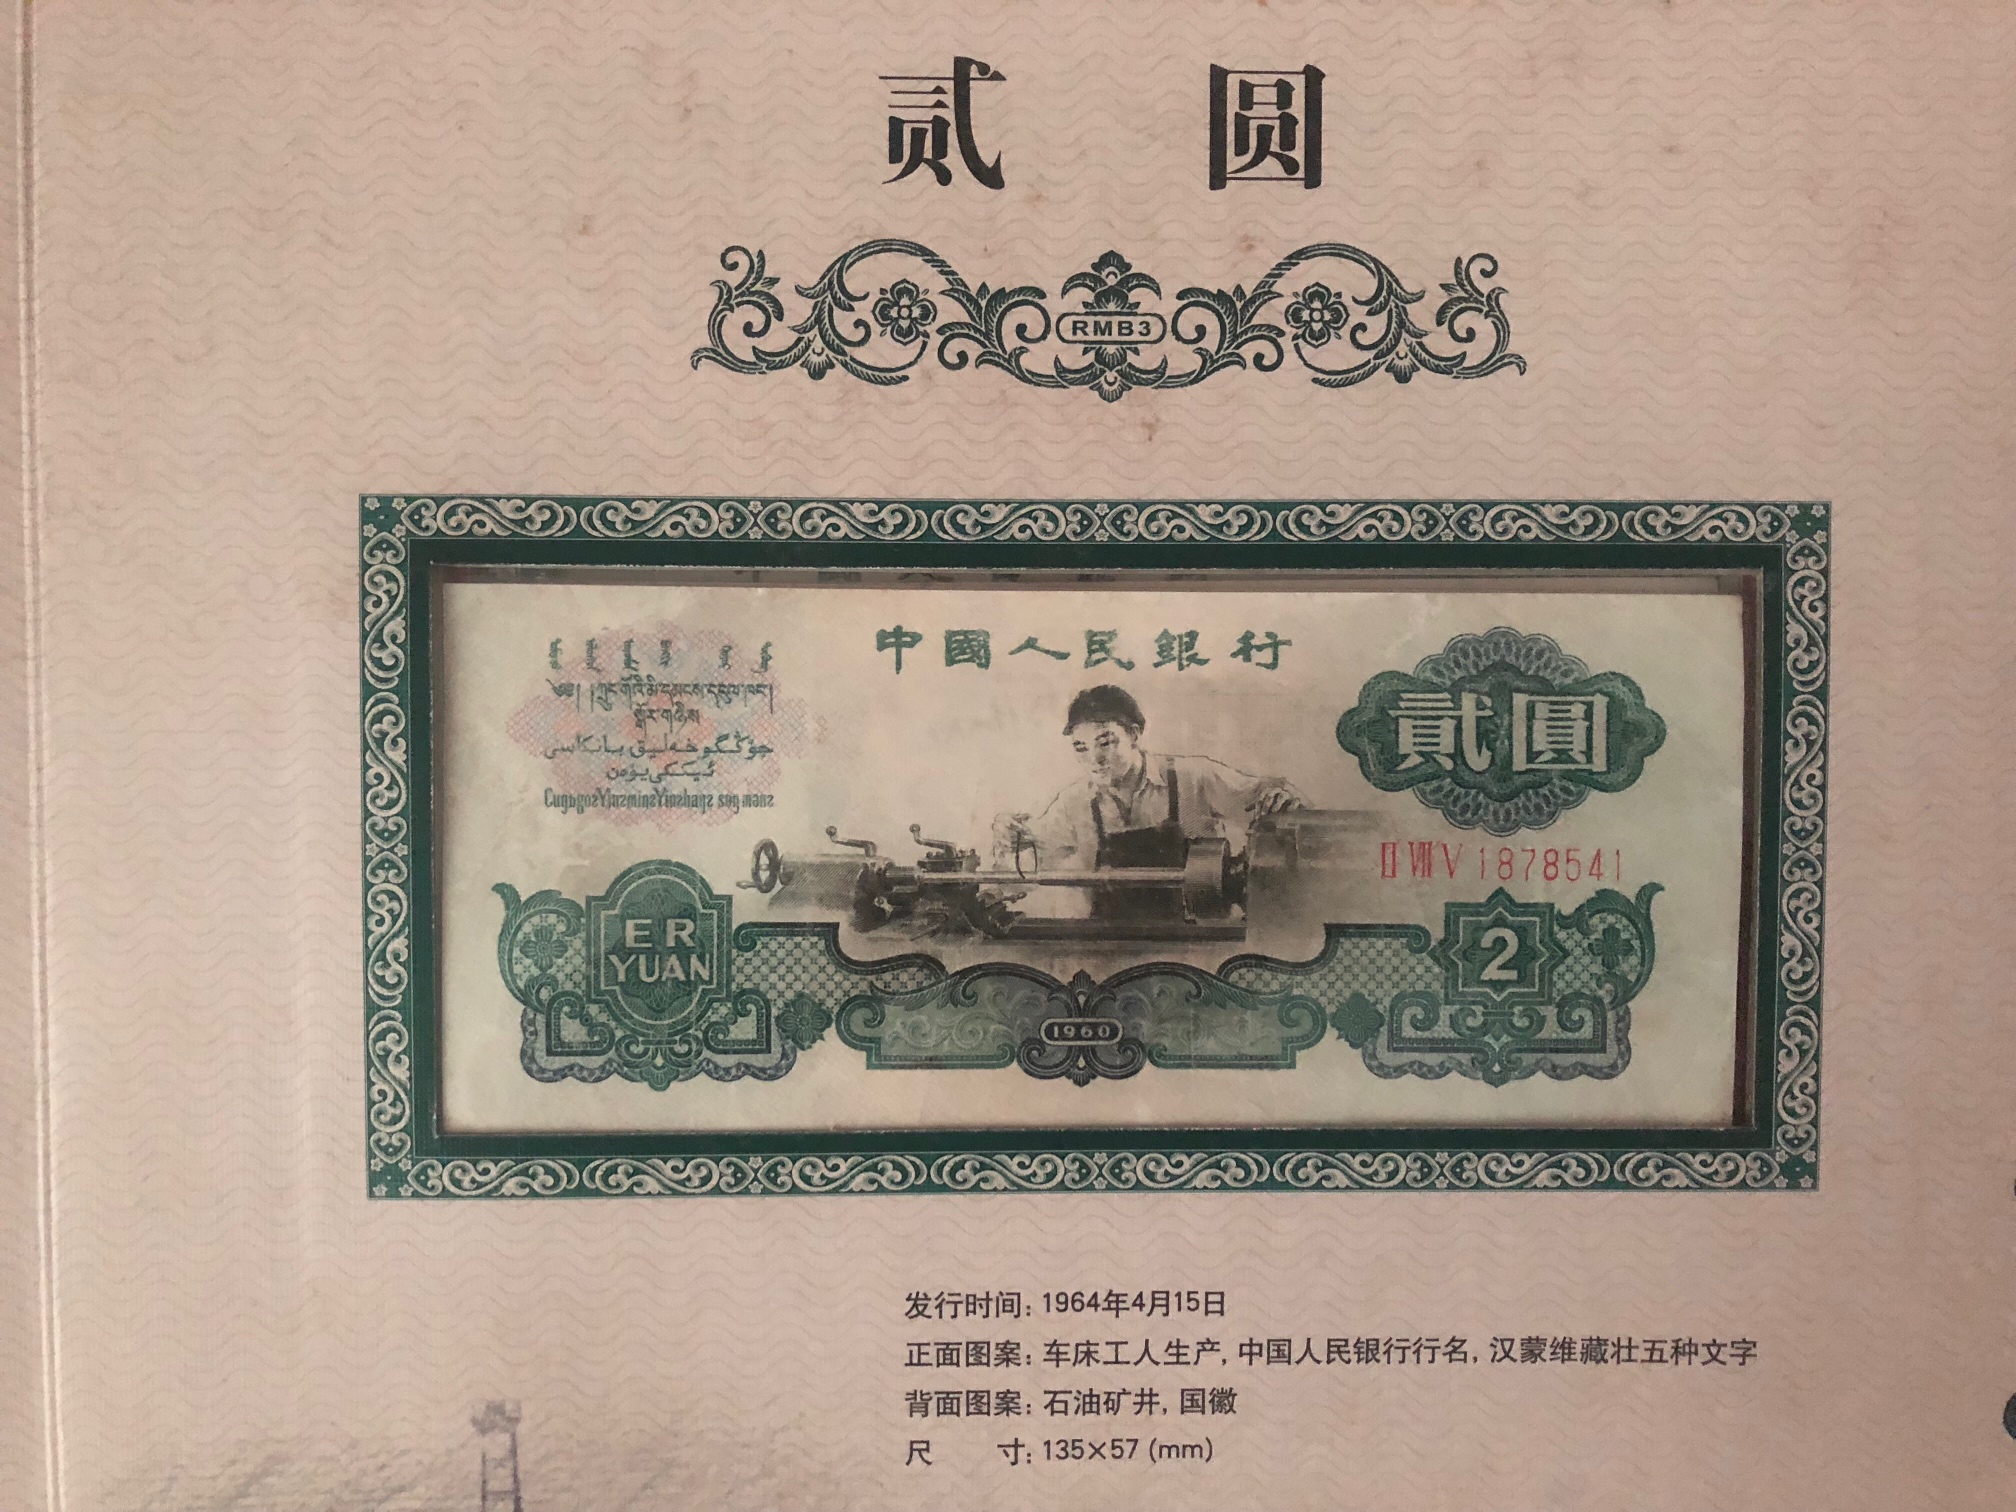 贰 圆
RMB3
中國人民銀行
貳圓
ⅡⅧⅤ1878541
ER
YUAN
2
1960
发行时间: 1964年4月15日
正面图案: 车床工人生产, 中国人民银行行名, 汉蒙维藏壮五种文字
背面图案: 石油矿井, 国徽
尺 寸: 135×57 (mm)